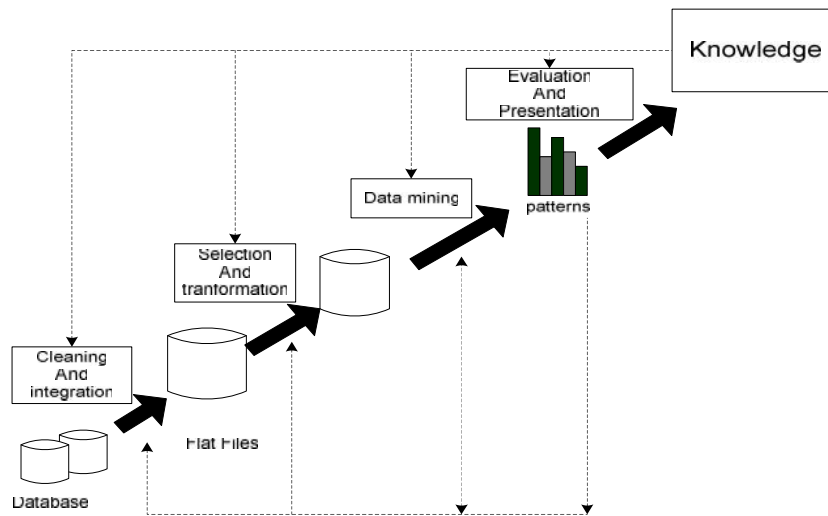 Knowledge
Evaluation
And
Presentation
Data mining
patterns
Selection
And
tranformation
Cleaning
And
integration
Flat Files
Database